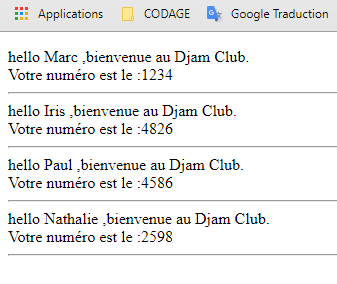 Applications CODAGE Google Traduction
hello Marc ,bienvenue au Djam Club.
Votre numéro est le :1234
hello Iris ,bienvenue au Djam Club.
Votre numéro est le :4826
hello Paul ,bienvenue au Djam Club.
Votre numéro est le :4586
hello Nathalie ,bienvenue au Djam Club.
Votre numéro est le :2598